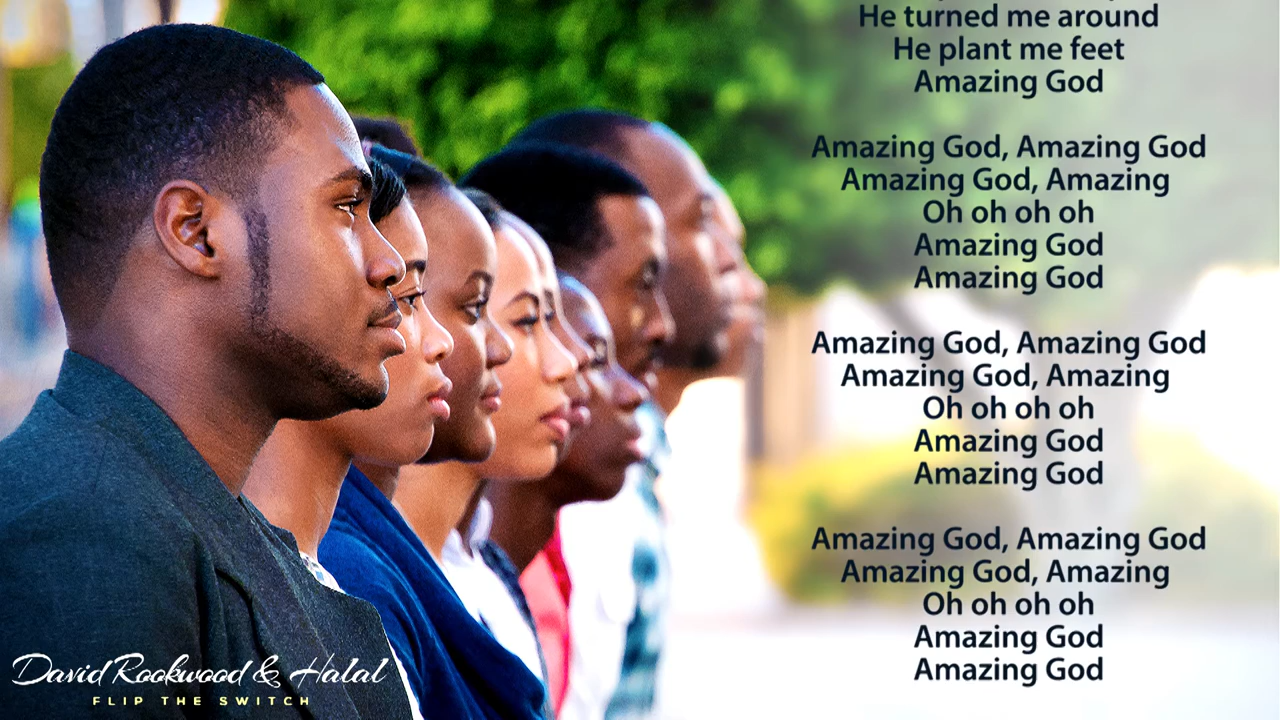 He turned me around
He plant me feet
Amazing God
Amazing God, Amazing God
Amazing God, Amazing
Oh oh oh oh
Amazing God
Amazing God
Amazing God, Amazing God
Amazing God, Amazing
Oh oh oh oh
Amazing God
Amazing God
Amazing God, Amazing God
Amazing God, Amazing
Oh oh oh oh
Amazing God
Amazing God
David Rookwood & Halal
FLIP THE SWITCH